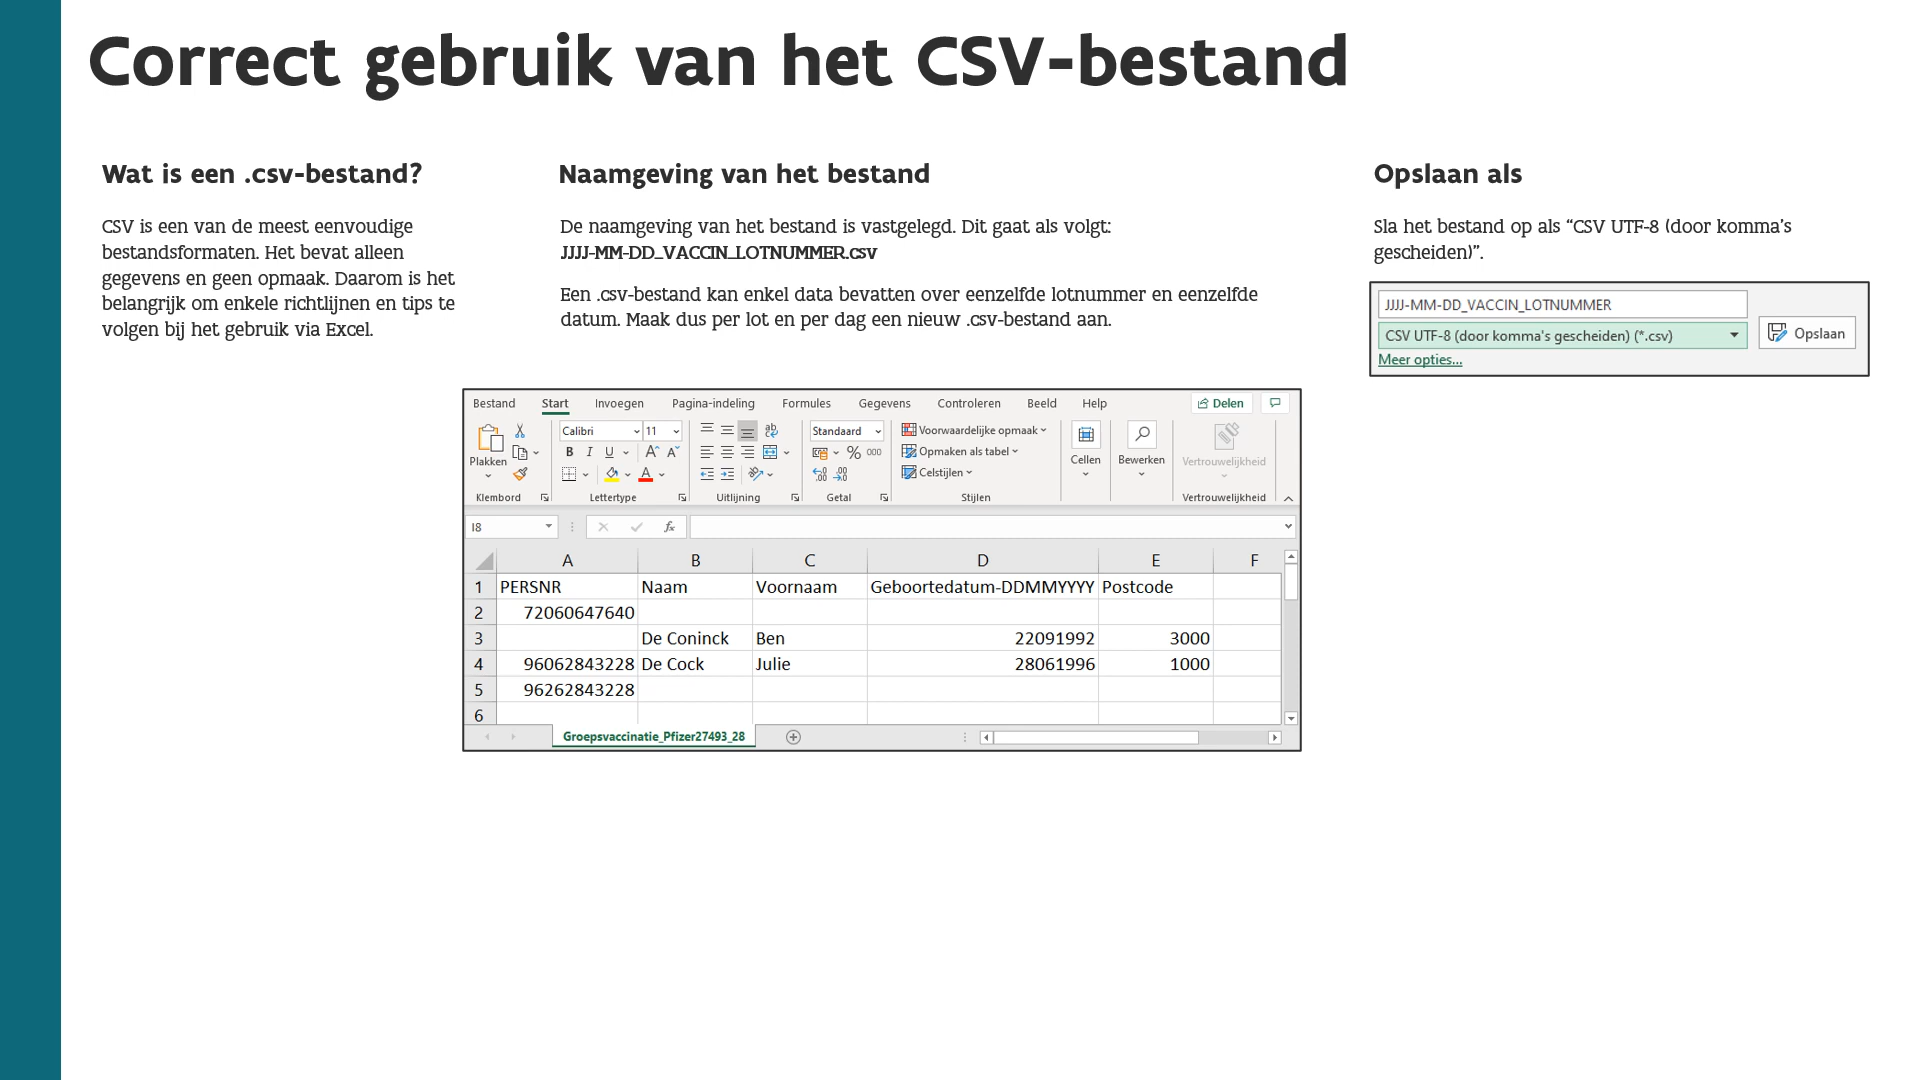 Correct gebruik van het CSV-bestand
Wat is een .csv-bestand?
CSV is een van de meest eenvoudige
bestandsformaten. Het bevat alleen
gegevens en geen opmaak. Daarom is het
belangrijk om enkele richtlijnen en tips te
volgen bij het gebruik via Excel.
Naamgeving van het bestand
De naamgeving van het bestand is vastgelegd. Dit gaat als volgt:
JJJJ-MM-DD_VACCIN_LOTNUMMER.csv
Een .csv-bestand kan enkel data bevatten over eenzelfde lotnummer en eenzelfde
datum. Maak dus per lot en per dag een nieuw .csv-bestand aan.
Opslaan als
Sla het bestand op als “CSV UTF-8 (door komma’s
gescheiden)”.
JJJJ-MM-DD_VACCIN_LOTNUMMER
CSV UTF-8 (door komma's gescheiden) (*.csv)
Opslaan
Meer opties...
Bestand Start Invoegen Pagina-indeling Formules Gegevens Controleren Beeld Help Delen
Calibri 11 ab Standaard Voorwaardelijke opmaak
Plakken B I U A A % 000 Opmaken als tabel Cellen Bewerken Vertrouwelijkheid
A Celstijlen
Klembord Lettertype Uitlijning Getal Stijlen Vertrouwelijkheid
I8 fx
A B C D E F
1 PERSNR Naam Voornaam Geboortedatum-DDMMYYYY Postcode
2 72060647640
3 De Coninck Ben 22091992 3000
4 96062843228 De Cock Julie 28061996 1000
5 96262843228
6
Groepsvaccinatie_Pfizer27493_28